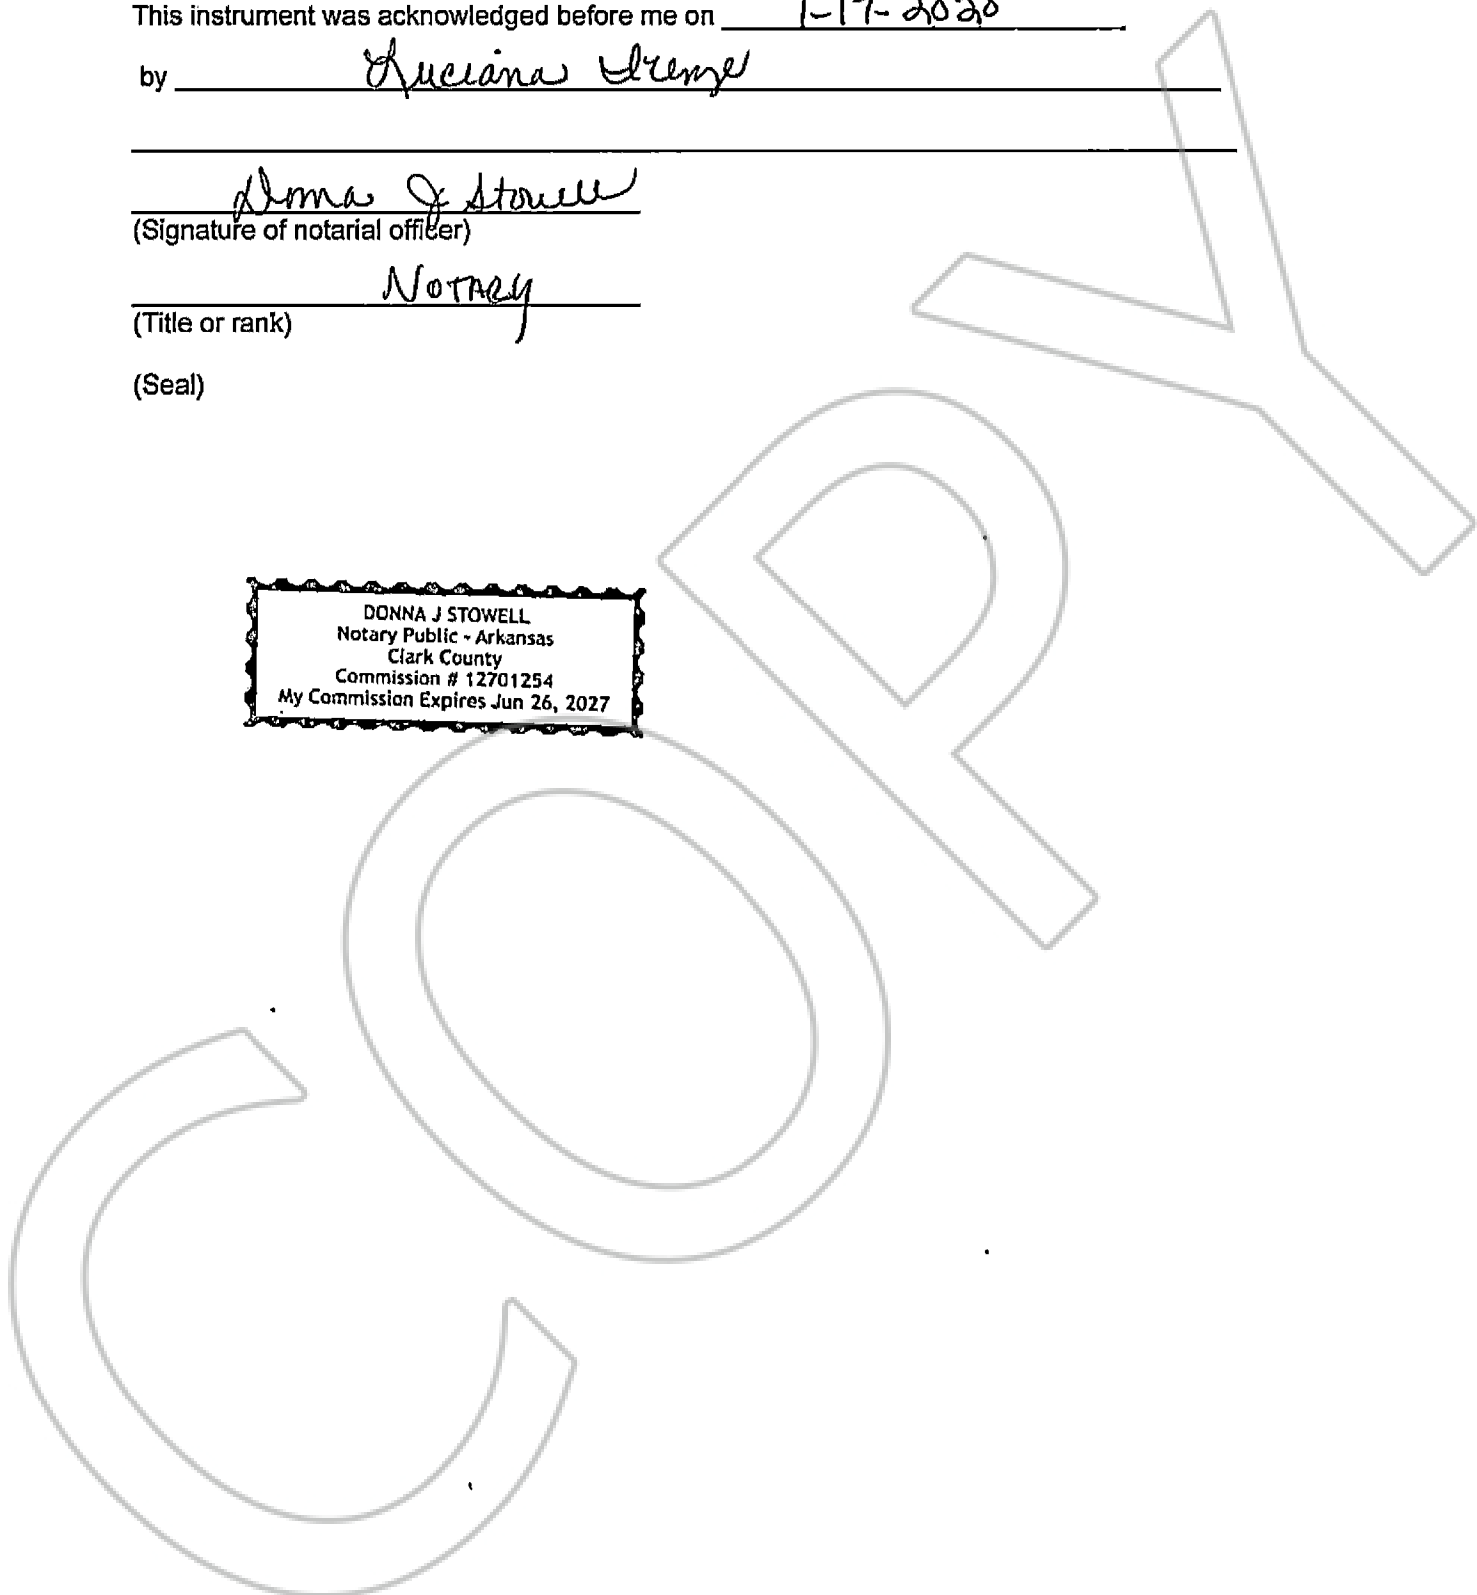 This instrument was acknowledged before me on 1-17-2020
by Luciana
Donna J Stowell
(Signature of notarial officer)
NOTARY
(Title or rank)
(Seal)
DONNA J STOWELL
Notary Public - Arkansas
Clark County
Commission # 12701254
My Commission Expires Jun 26, 2027
COPY